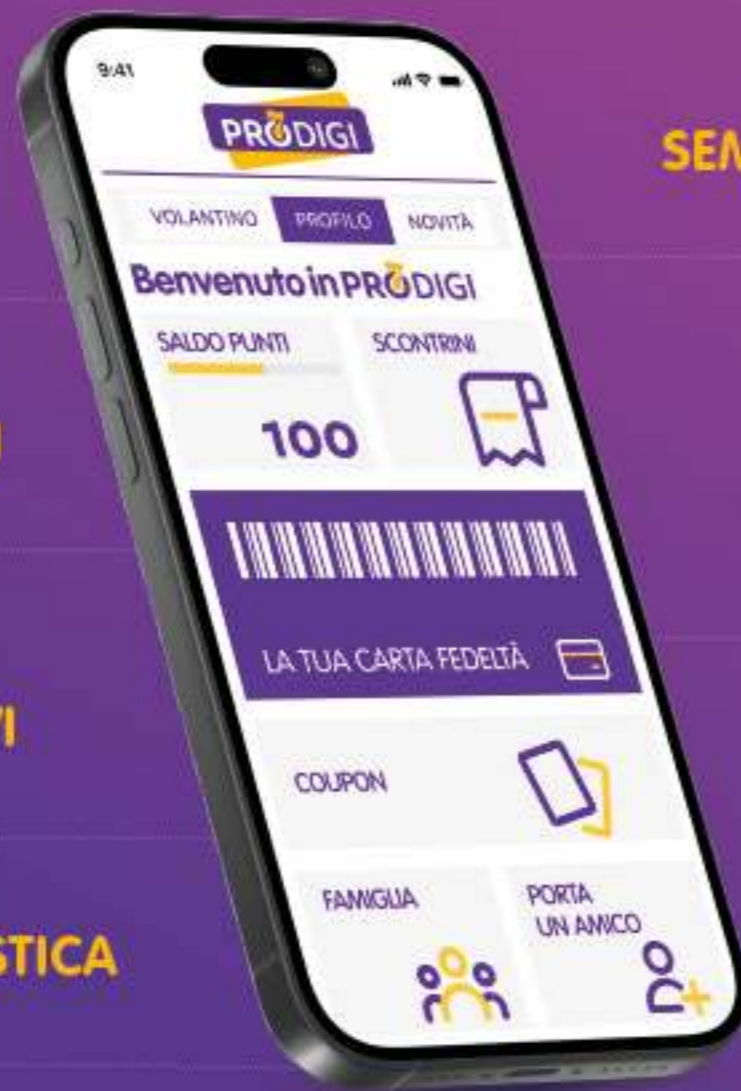 9:41
PRODIGI
SEM
VOLANTINO PROFILO NOVITÀ
Benvenuto in PRODIGI
SALDO PUNTI SCONTRINI
100
LA TUA CARTA FEDELTÀ
COUPON
FAMIGLIA
PORTA
UN AMICO
STICA